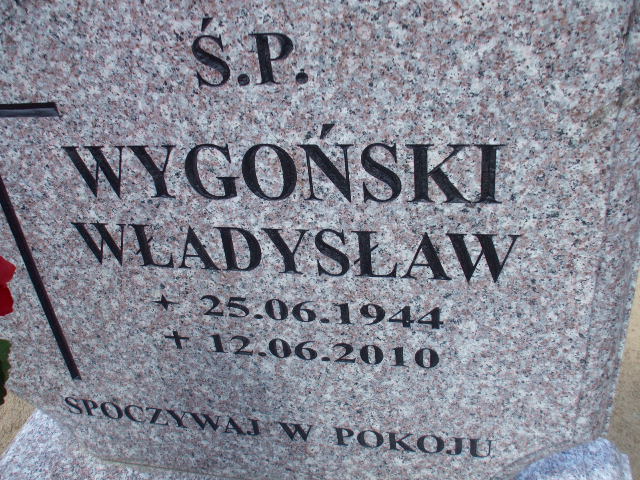 Ś.P.
WYGOŃSKI
WŁADYSŁAW
25.06.1944
12.06.2010
SPOCZYWAJ W POKOJU